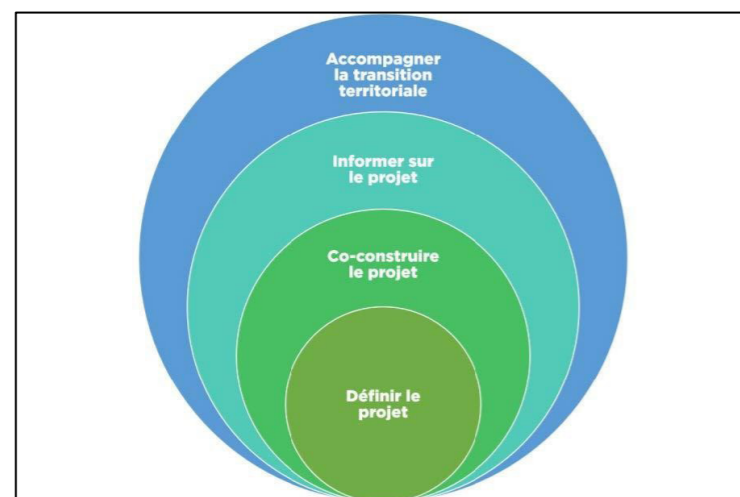 Accompagner
la transition
territoriale
Informer sur
le projet
Co-construire
le projet
Définir le
projet